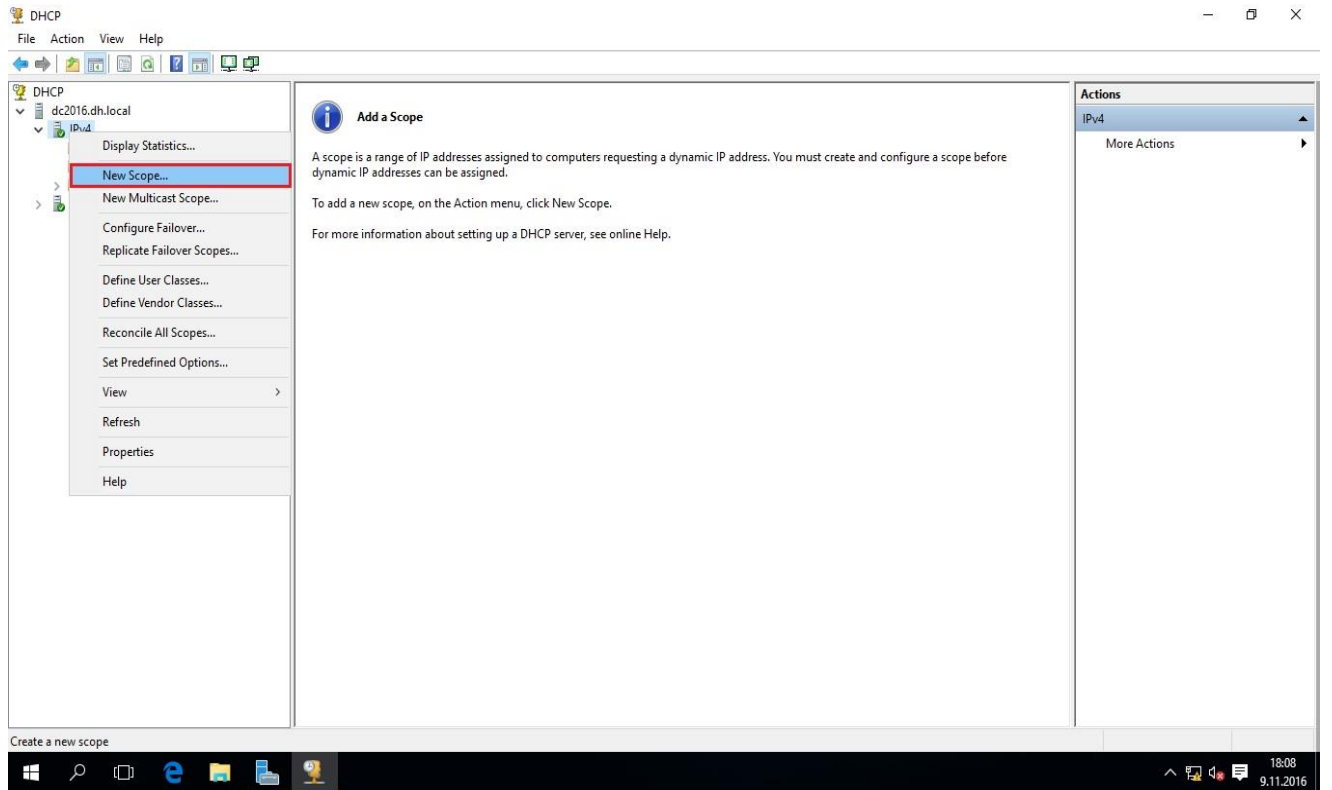 DHCP
File Action View Help
DHCP
dc2016.dh.local
IPv4
Display Statistics...
New Scope...
New Multicast Scope...
Configure Failover...
Replicate Failover Scopes...
Define User Classes...
Define Vendor Classes...
Reconcile All Scopes...
Set Predefined Options...
View
Refresh
Properties
Help
Add a Scope
A scope is a range of IP addresses assigned to computers requesting a dynamic IP address. You must create and configure a scope before
dynamic IP addresses can be assigned.
To add a new scope, on the Action menu, click New Scope.
For more information about setting up a DHCP server, see online Help.
Actions
IPv4
More Actions
Create a new scope
18:08
9.11.2016